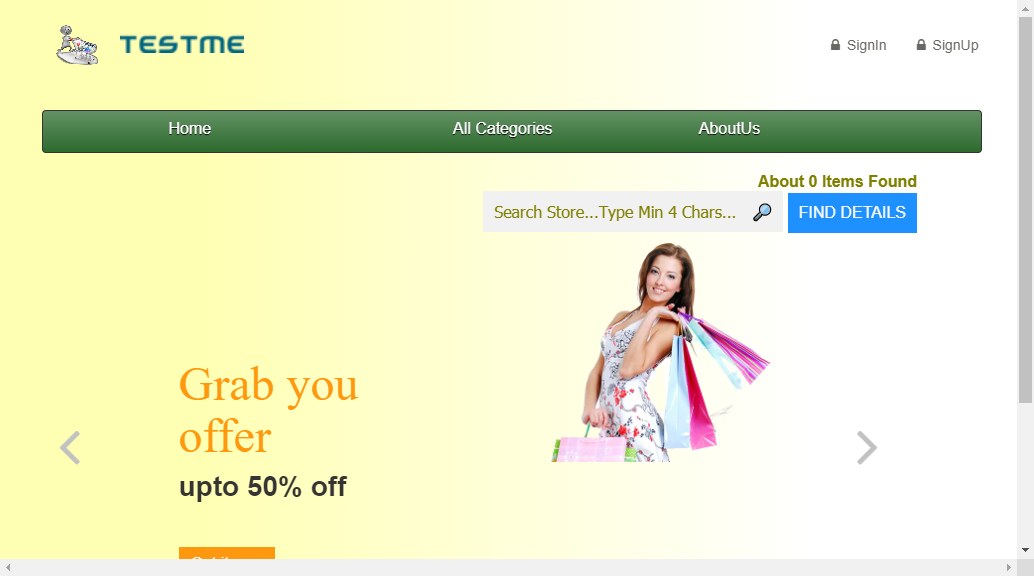 TESTME
SignIn
SignUp
Home
All Categories
AboutUs
About 0 Items Found
Search Store...Type Min 4 Chars...
FIND DETAILS
Grab you
offer
upto 50% off